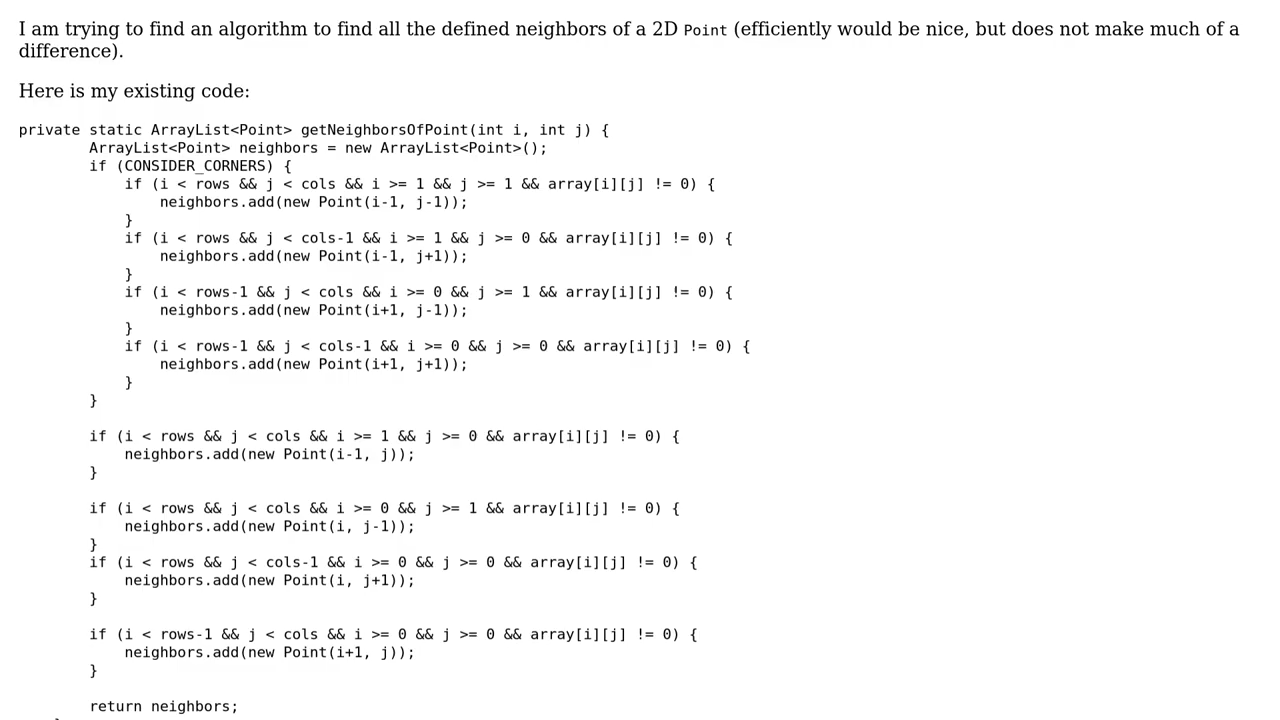 I am trying to find an algorithm to find all the defined neighbors of a 2D Point (efficiently would be nice, but does not make much of a
difference).
Here is my existing code:
private static ArrayList<Point> getNeighborsOfPoint(int i, int j) {
        ArrayList<Point> neighbors = new ArrayList<Point>();
        if (CONSIDER_CORNERS) {
            if (i < rows && j < cols && i >= 1 && j >= 1 && array[i][j] != 0) {
                neighbors.add(new Point(i-1, j-1));
            }
            if (i < rows && j < cols-1 && i >= 1 && j >= 0 && array[i][j] != 0) {
                neighbors.add(new Point(i-1, j+1));
            }
            if (i < rows-1 && j < cols && i >= 0 && j >= 1 && array[i][j] != 0) {
                neighbors.add(new Point(i+1, j-1));
            }
            if (i < rows-1 && j < cols-1 && i >= 0 && j >= 0 && array[i][j] != 0) {
                neighbors.add(new Point(i+1, j+1));
            }
        }
        if (i < rows && j < cols && i >= 1 && j >= 0 && array[i][j] != 0) {
            neighbors.add(new Point(i-1, j));
        }
        if (i < rows && j < cols && i >= 0 && j >= 1 && array[i][j] != 0) {
            neighbors.add(new Point(i, j-1));
        }
        if (i < rows && j < cols-1 && i >= 0 && j >= 0 && array[i][j] != 0) {
            neighbors.add(new Point(i, j+1));
        }
        if (i < rows-1 && j < cols && i >= 0 && j >= 0 && array[i][j] != 0) {
            neighbors.add(new Point(i+1, j));
        }
        return neighbors;